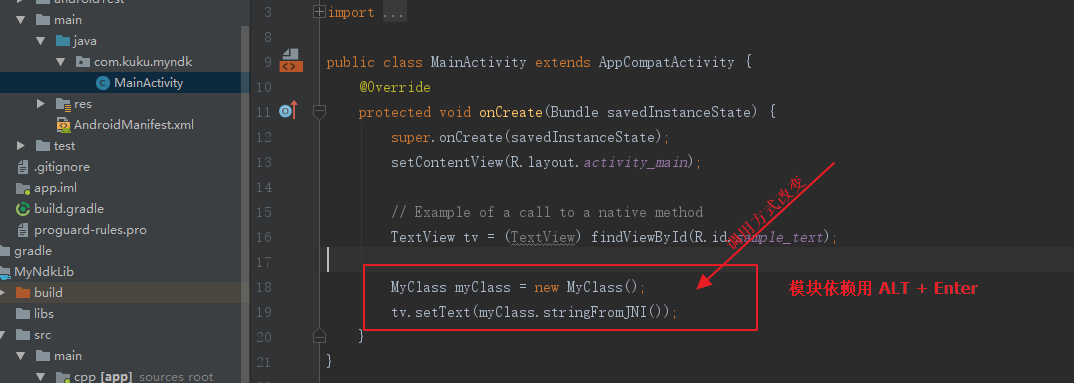 androidTest
main
java
com.kuku.myndk
MainActivity
res
AndroidManifest.xml
test
.gitignore
app.iml
build.gradle
proguard-rules.pro
gradle
MyNdkLib
build
libs
src
main
cpp [app] sources root
3 import ...
8
9 public class MainActivity extends AppCompatActivity {
10 @Override
11 protected void onCreate(Bundle savedInstanceState) {
12 super.onCreate(savedInstanceState);
13 setContentView(R.layout.activity_main);
14
15 // Example of a call to a native method
16 TextView tv = (TextView) findViewById(R.id.sample_text);
17
18 MyClass myClass = new MyClass();
19 tv.setText(myClass.stringFromJNI());
20 }
21 }
调用方式改变
模块依赖用 ALT + Enter